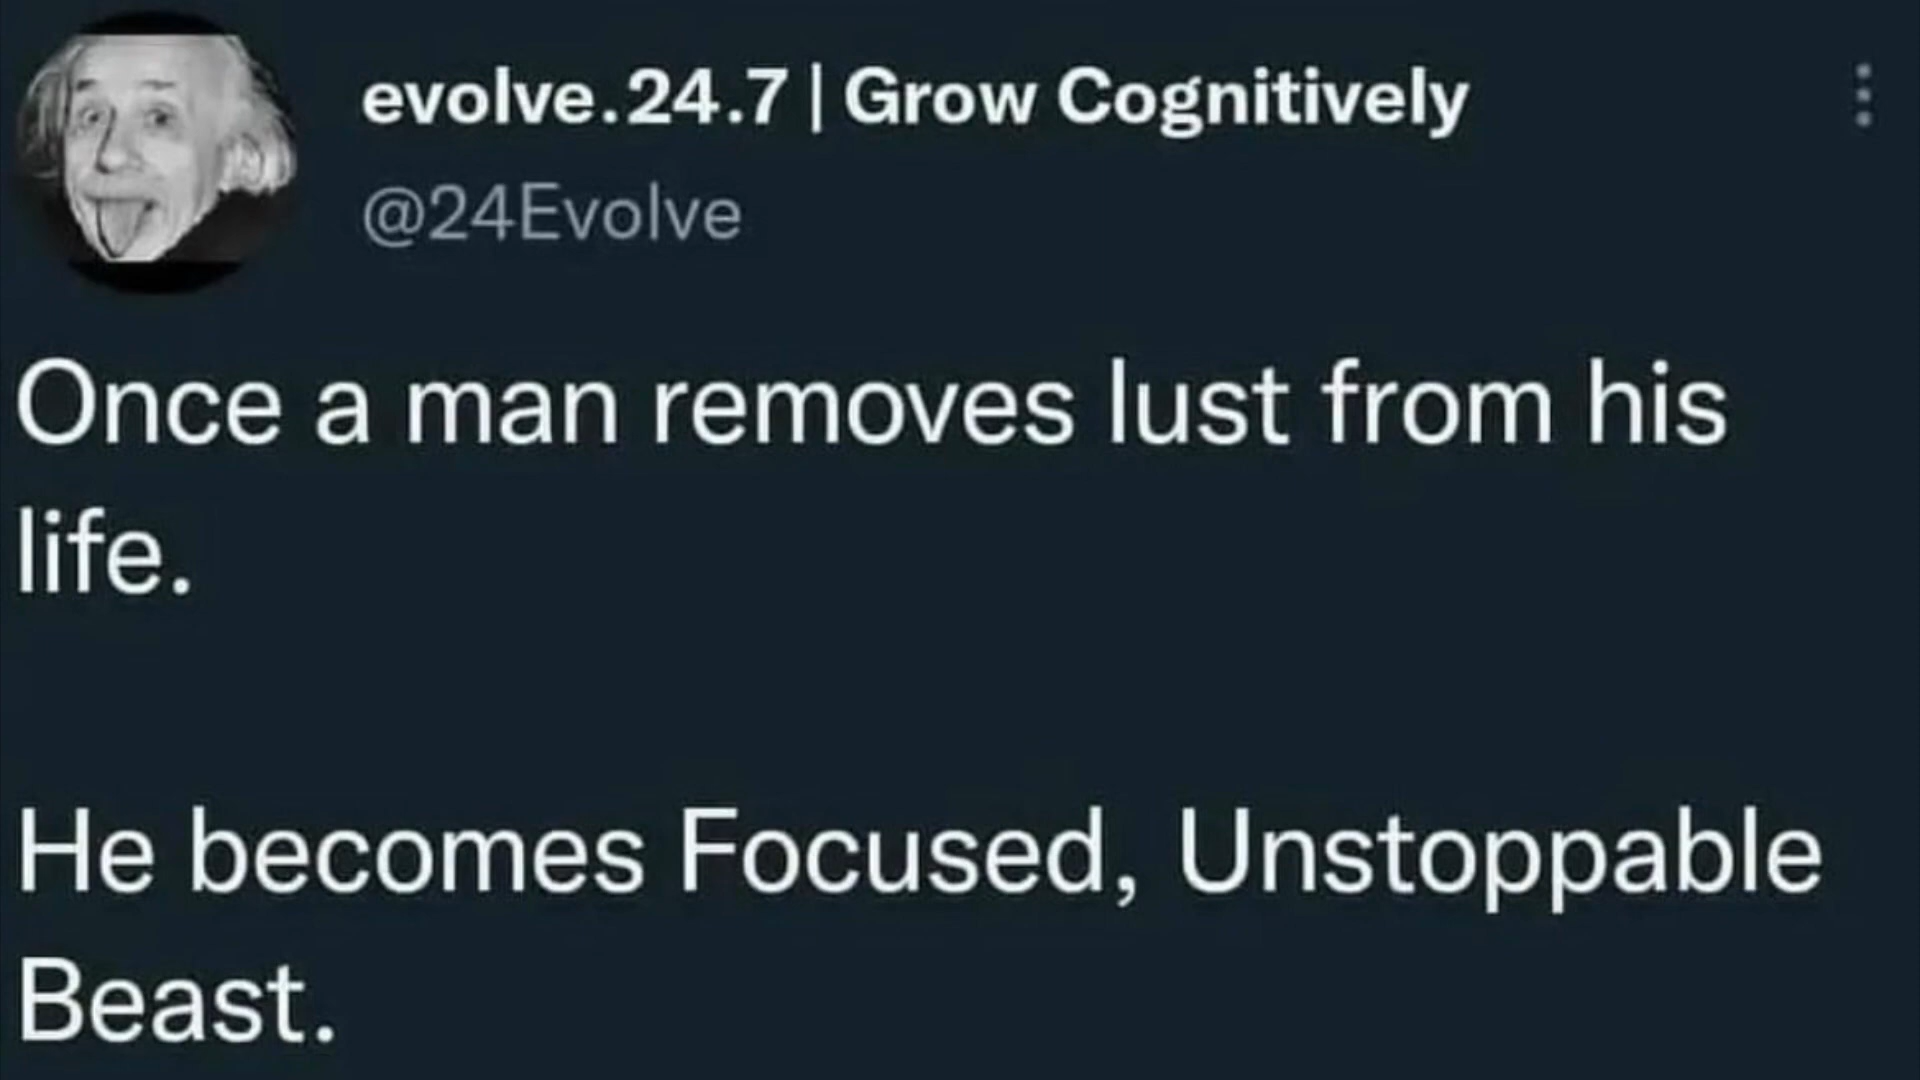 evolve.24.7 | Grow Cognitively
@24Evolve
Once a man removes lust from his
life.
He becomes Focused, Unstoppable
Beast.